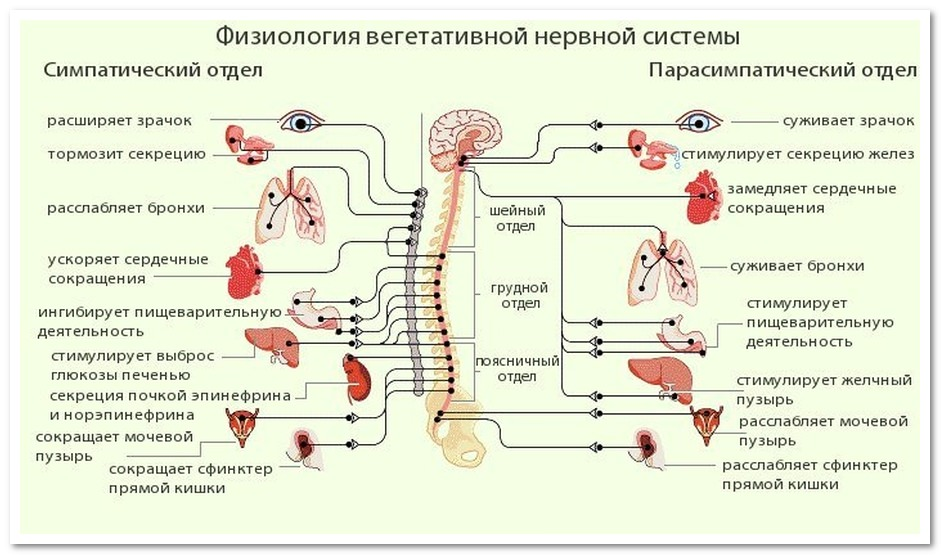 Физиология вегетативной нервной системы
Симпатический отдел
расширяет зрачок
тормозит секрецию
расслабляет бронхи
ускоряет сердечные
сокращения
ингибирует пищеварительную
деятельность
стимулирует выброс
глюкозы печенью
секреция почкой эпинефрина
и норэпинефрина
сокращает мочевой
пузырь
сокращает сфинктер
прямой кишки
шейный
отдел
грудной
отдел
поясничный
отдел
Парасимпатический отдел
суживает зрачок
стимулирует секрецию желез
замедляет сердечные
сокращения
суживает бронхи
стимулирует
пищеварительную
деятельность
стимулирует желчный
пузырь
расслабляет мочевой
пузырь
расслабляет сфинктер
прямой кишки